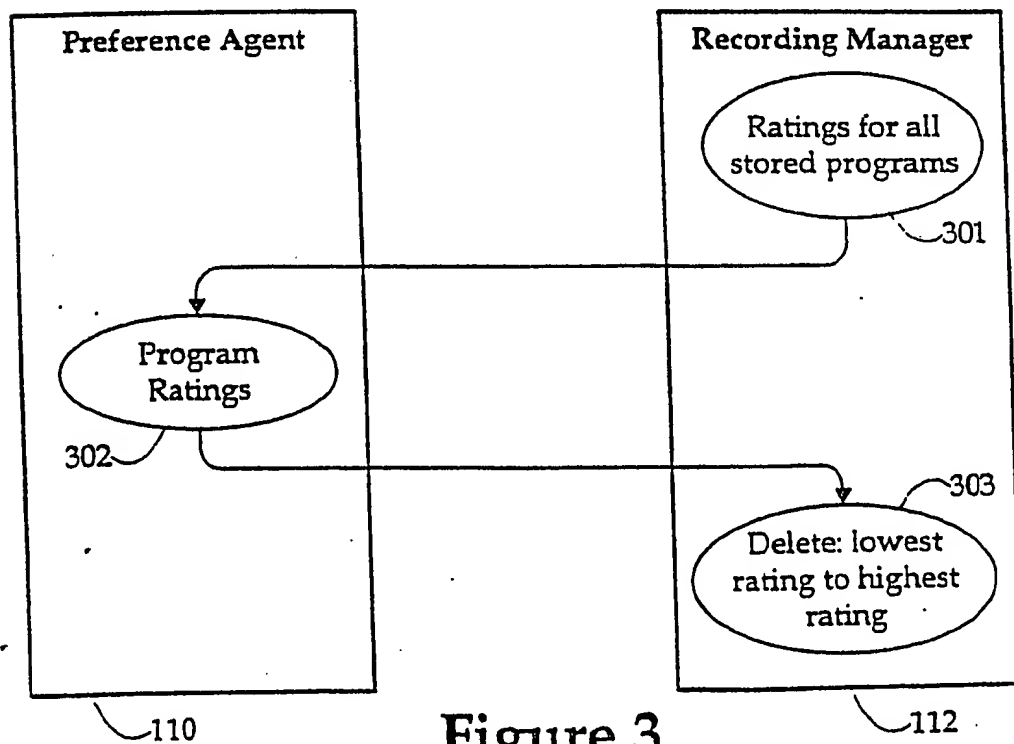 Preference Agent
Recording Manager
Ratings for all
stored programs
301
Program
Ratings
302
303
Delete: lowest
rating to highest
rating
110
112
Figure 3